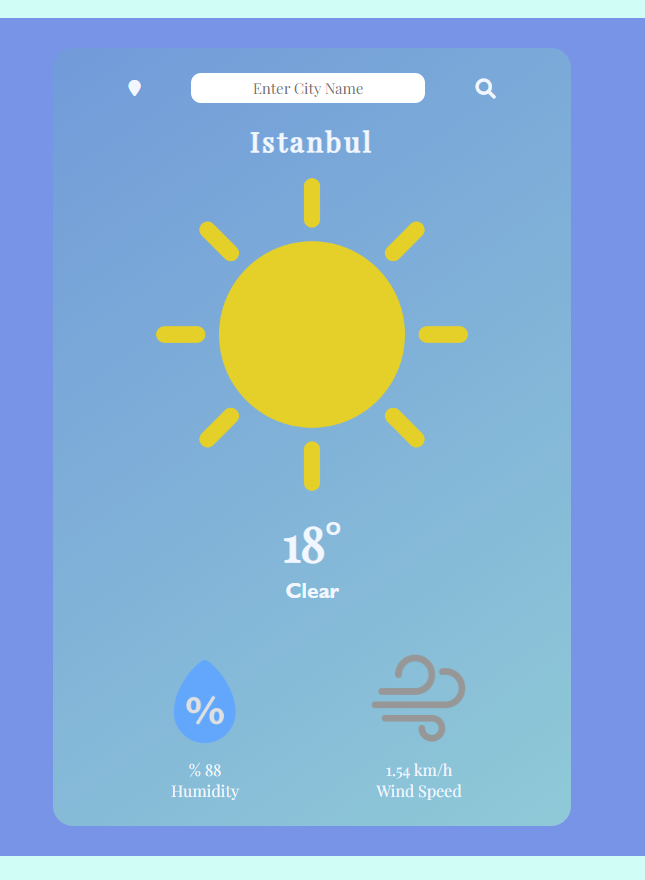 Enter City Name
Istanbul
18°
Clear
%
% 88
Humidity
1.54 km/h
Wind Speed